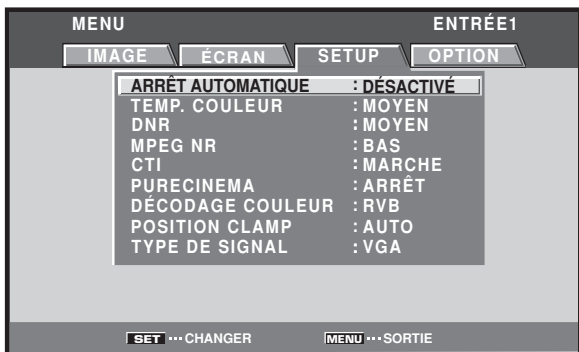 MENU ENTRÉE1
IMAGE ÉCRAN SETUP OPTION
ARRÊT AUTOMATIQUE : DÉSACTIVÉ
TEMP. COULEUR : MOYEN
DNR : MOYEN
MPEG NR : BAS
CTI : MARCHE
PURECINEMA : ARRÊT
DÉCODAGE COULEUR : RVB
POSITION CLAMP : AUTO
TYPE DE SIGNAL : VGA
SET ··· CHANGER MENU ··· SORTIE